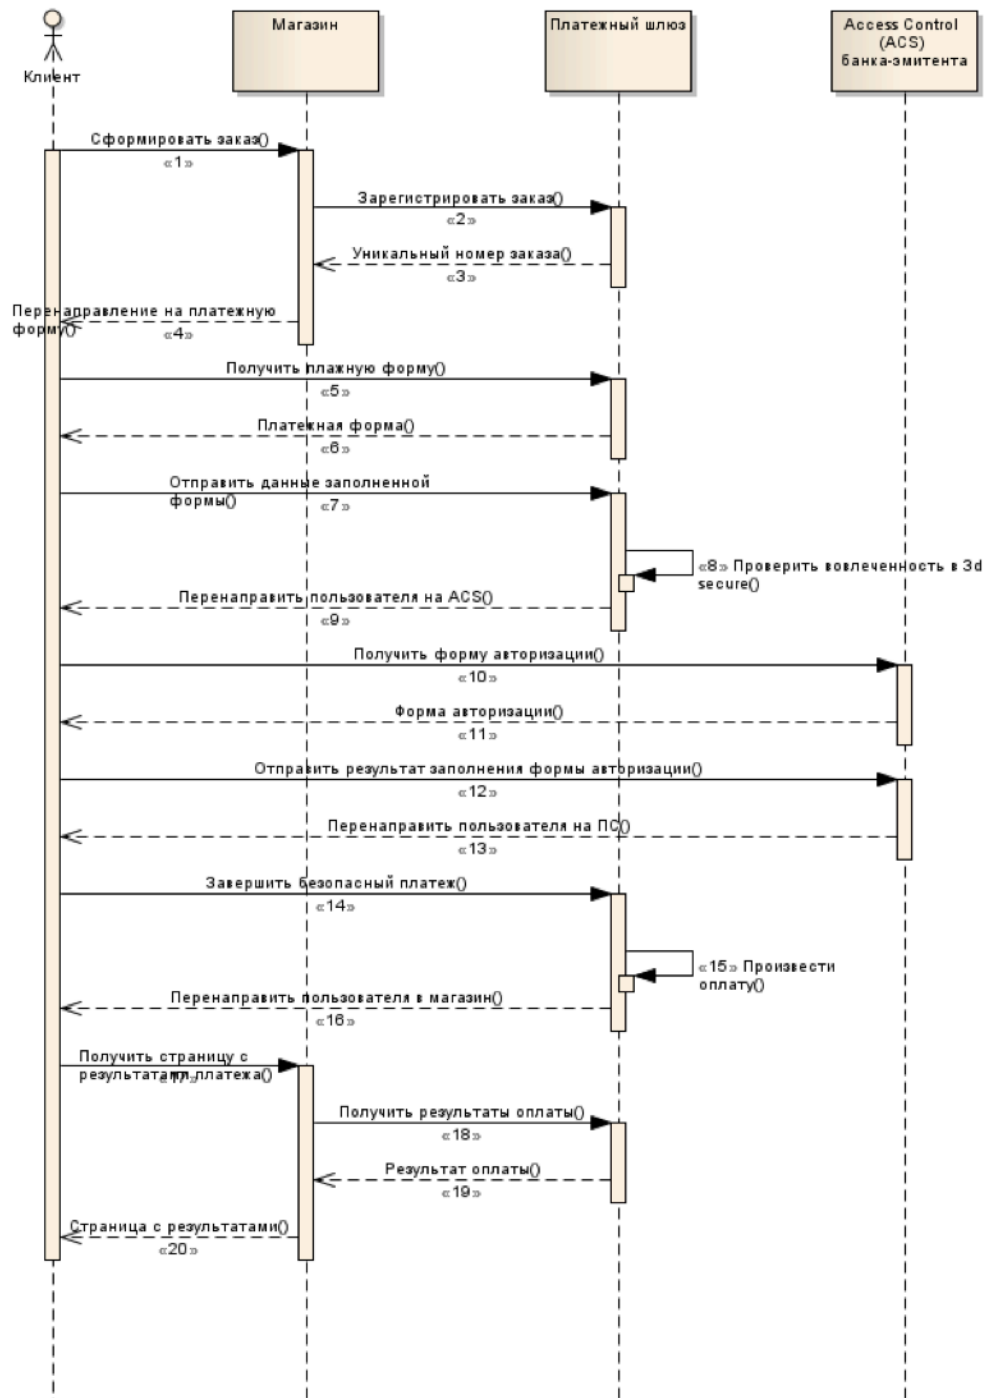 Клиент
Магазин
Платежный шлюз
Access Control
(ACS)
банка-эмитента
Сформировать заказ()
«1»
Зарегистрировать заказ()
«2»
Уникальный номер заказа()
«3»
Перенаправление на платежную
форму()
«4»
Получить плажную форму()
«5»
Платежная форма()
«6»
Отправить данные заполненной
формы()
«7»
«8» Проверить вовлеченность в 3d
secure()
Перенаправить пользователя на ACS()
«9»
Получить форму авторизации()
«10»
Форма авторизации()
«11»
Отправить результат заполнения формы авторизации()
«12»
Перенаправить пользователя на ПС()
«13»
Завершить безопасный платеж()
«14»
«15» Произвести
оплату()
Перенаправить пользователя в магазин()
«16»
Получить страницу с
результатами платежа()
«17»
Получить результаты оплаты()
«18»
Результат оплаты()
«19»
Страница с результатами()
«20»